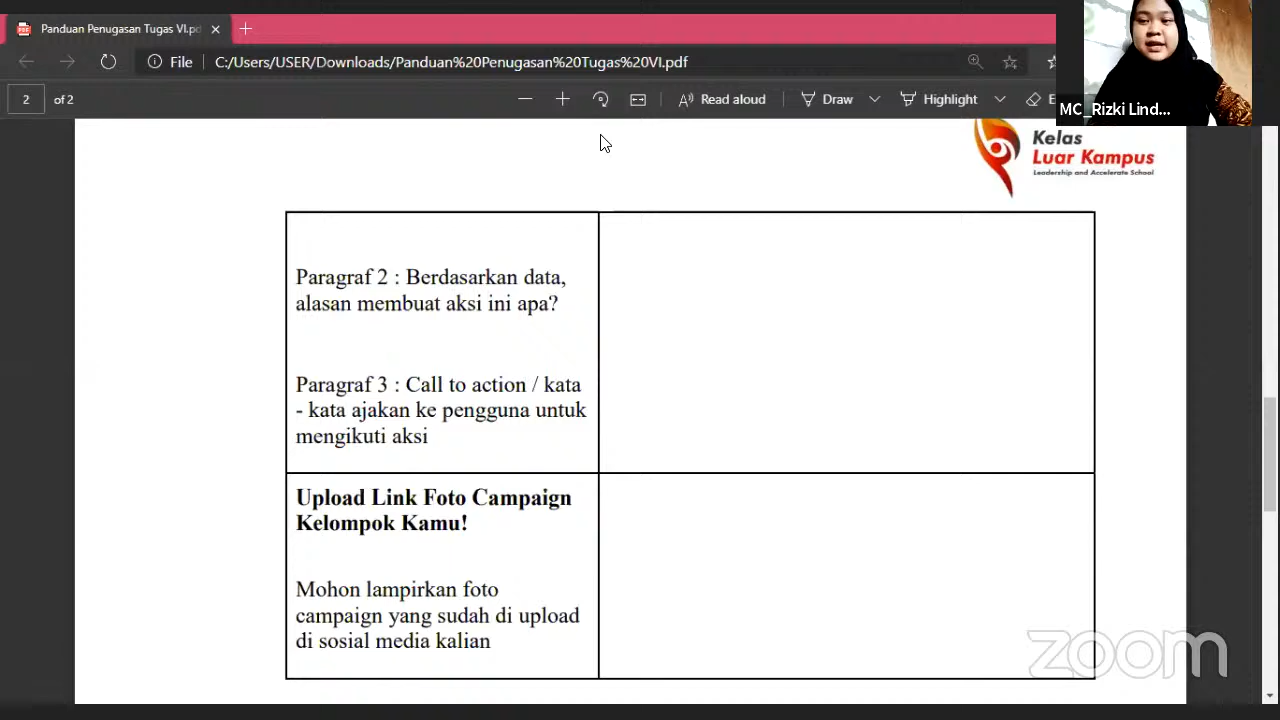 Panduan Penugasan Tugas VI.pd
File
C:/Users/USER/Downloads/Panduan%20Penugasan%20Tugas%20VI.pdf
2 of 2
Read aloud
Draw
Highlight
MC_Rizki Lind...
Kelas
Luar Kampus
Leadership and Accelerate School
Paragraf 2 : Berdasarkan data,
alasan membuat aksi ini apa?
Paragraf 3 : Call to action / kata
- kata ajakan ke pengguna untuk
mengikuti aksi
Upload Link Foto Campaign
Kelompok Kamu!
Mohon lampirkan foto
campaign yang sudah di upload
di sosial media kalian
zoom